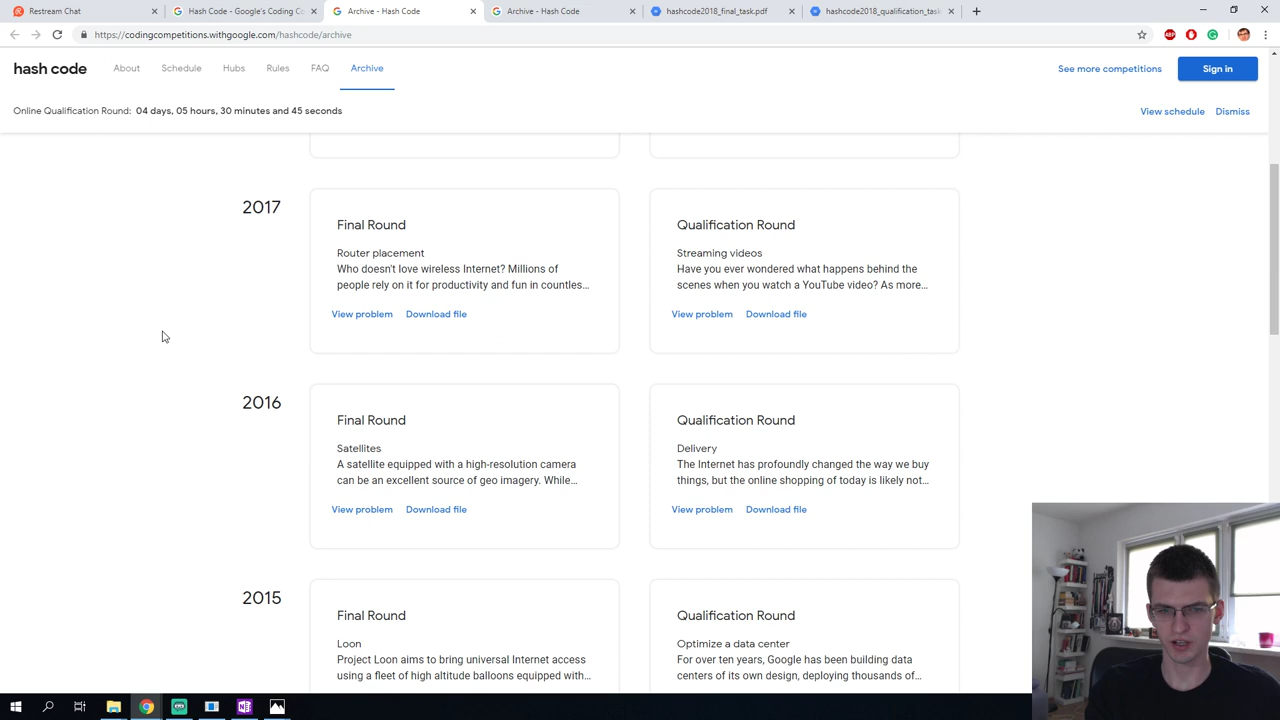 Restream Chat
Hash Code - Google's Coding Co
Archive - Hash Code
Archive - Hash Code
hashcode2018_final_task.pdf
hashcode2018_qualification_task
https://codingcompetitions.withgoogle.com/hashcode/archive
ABP
hash code
About
Schedule
Hubs
Rules
FAQ
Archive
See more competitions
Sign in
Online Qualification Round: 04 days, 05 hours, 30 minutes and 45 seconds
View schedule
Dismiss
2017
Final Round
Router placement
Who doesn't love wireless Internet? Millions of
people rely on it for productivity and fun in countles...
View problem
Download file
Qualification Round
Streaming videos
Have you ever wondered what happens behind the
scenes when you watch a YouTube video? As more...
View problem
Download file
2016
Final Round
Satellites
A satellite equipped with a high-resolution camera
can be an excellent source of geo imagery. While...
View problem
Download file
Qualification Round
Delivery
The Internet has profoundly changed the way we buy
things, but the online shopping of today is likely not...
View problem
Download file
2015
Final Round
Loon
Project Loon aims to bring universal Internet access
using a fleet of high altitude balloons equipped with...
Qualification Round
Optimize a data center
For over ten years, Google has been building data
centers of its own design, deploying thousands of...